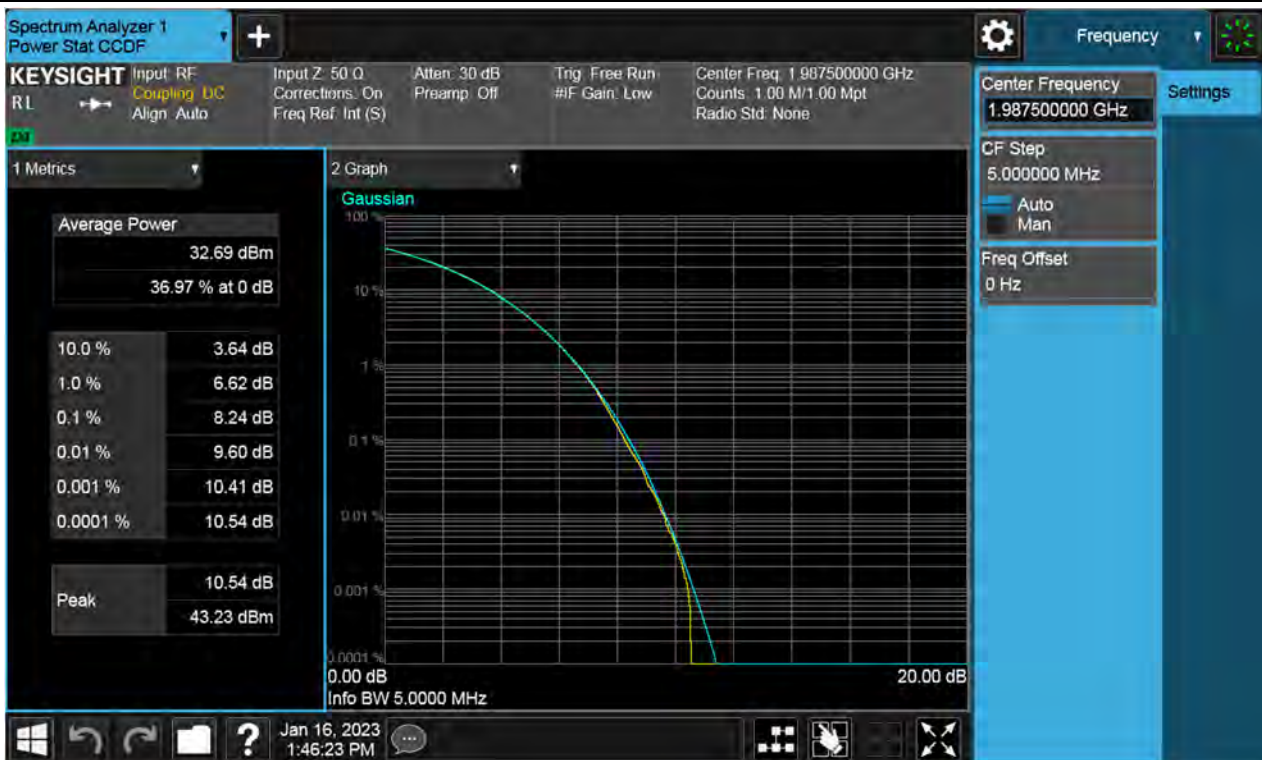 Spectrum Analyzer 1
Power Stat CCDF
+
Frequency
KEYSIGHT
RL
Input: RF
Coupling: DC
Align: Auto
Input Z: 50 Ω
Corrections: On
Freq Ref: Int (S)
Atten: 30 dB
Preamp: Off
Trig: Free Run
#IF Gain: Low
Center Freq: 1.987500000 GHz
Counts: 1.00 M/1.00 Mpt
Radio Std: None
Center Frequency
1.987500000 GHz
Settings
CF Step
5.000000 MHz
Auto
Man
Freq Offset
0 Hz
1 Metrics
Average Power
32.69 dBm
36.97 % at 0 dB
10.0 % 3.64 dB
1.0 % 6.62 dB
0.1 % 8.24 dB
0.01 % 9.60 dB
0.001 % 10.41 dB
0.0001 % 10.54 dB
Peak
10.54 dB
43.23 dBm
2 Graph
Gaussian
100 %
10 %
1 %
0.1 %
0.01 %
0.001 %
0.0001 %
0.00 dB 20.00 dB
Info BW 5.0000 MHz
?
Jan 16, 2023
1:46:23 PM